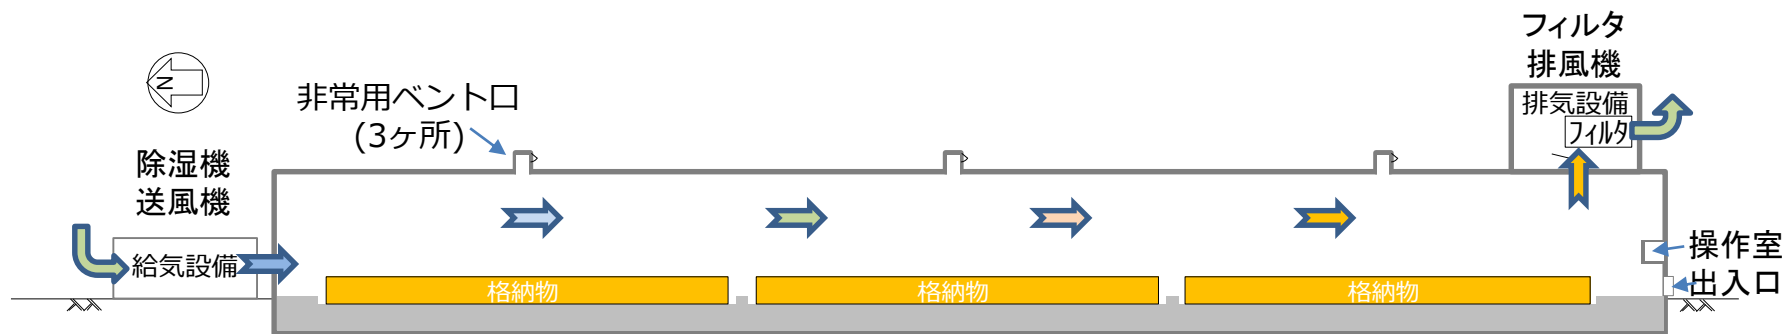 フィルタ
排風機
排気設備
フィルタ
N
非常用ベント口
(3ヶ所)
除湿機
送風機
給気設備
操作室
出入口
格納物
格納物
格納物